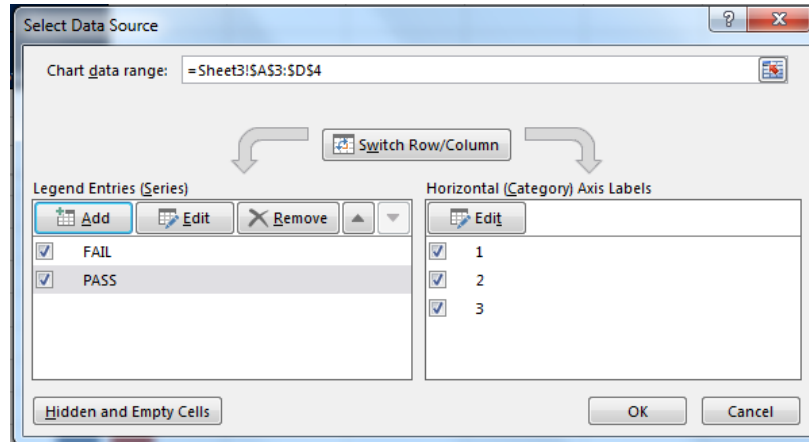 Select Data Source
? X
Chart data range: =Sheet3!$A$3:$D$4
Switch Row/Column
Legend Entries (Series)
Horizontal (Category) Axis Labels
Add Edit Remove
Edit
FAIL
1
PASS
2
3
Hidden and Empty Cells
OK Cancel